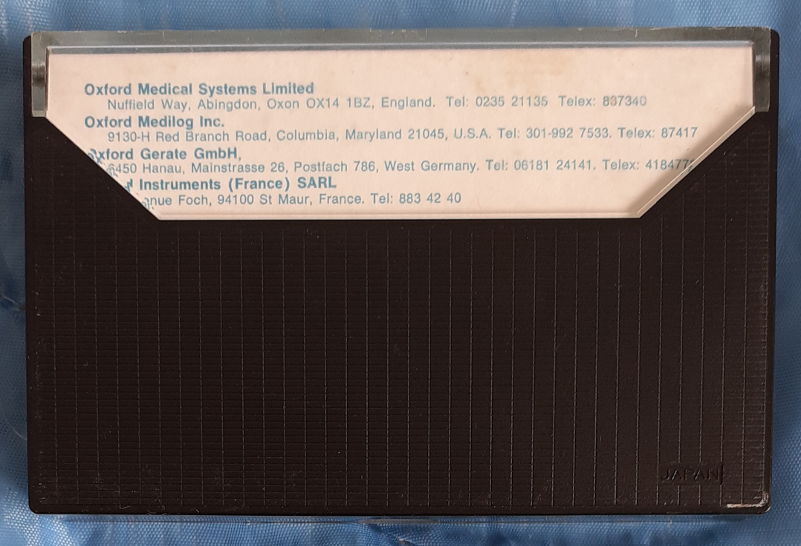 Oxford Medical Systems Limited
Nuffield Way, Abingdon, Oxon OX14 1BZ, England. Tel: 0235 21135 Telex: 837340
Oxford Medilog Inc.
9130-H Red Branch Road, Columbia, Maryland 21045, U.S.A. Tel: 301-992 7533. Telex: 87417
Oxford Gerate GmbH,
6450 Hanau, Mainstrasse 26, Postfach 786, West Germany. Tel: 06181 24141. Telex:
Instruments (France) SARL
Foch, 94100 St Maur, France. Tel: 883 42 40
JAPAN